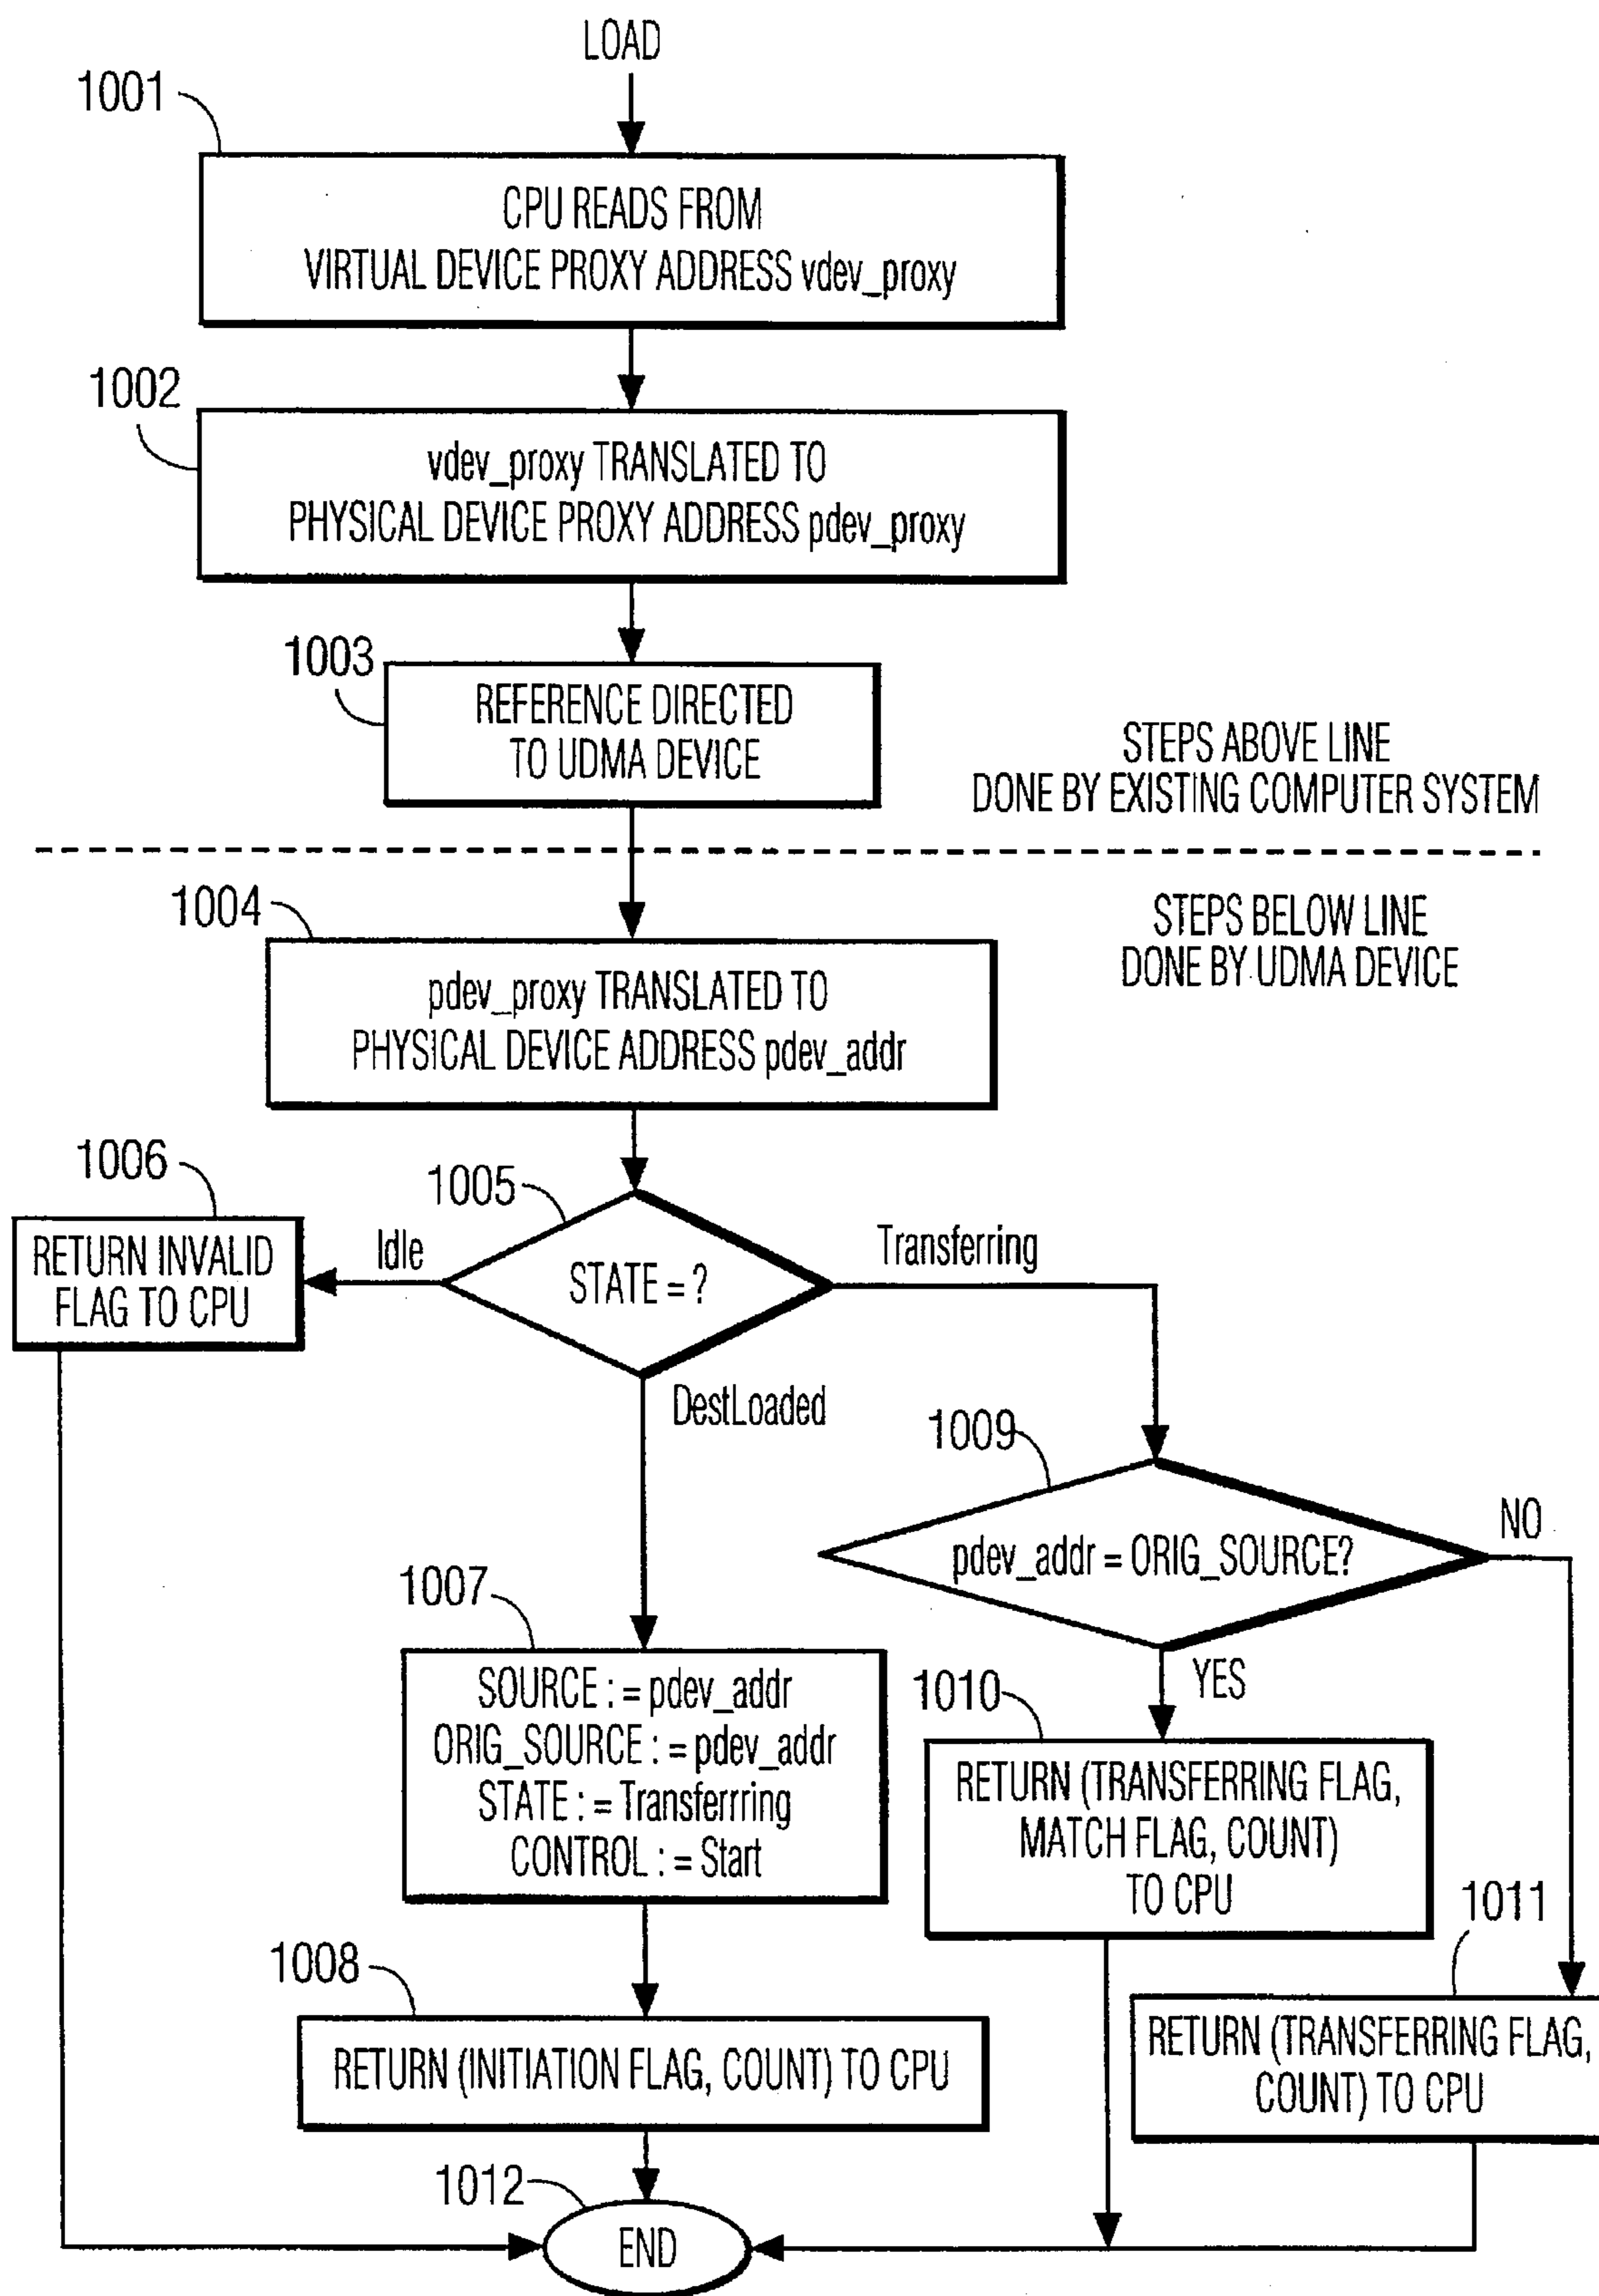 LOAD
1001
CPU READS FROM
VIRTUAL DEVICE PROXY ADDRESS vdev_proxy
1002
vdev_proxy TRANSLATED TO
PHYSICAL DEVICE PROXY ADDRESS pdev_proxy
1003
REFERENCE DIRECTED
TO UDMA DEVICE
STEPS ABOVE LINE
DONE BY EXISTING COMPUTER SYSTEM
STEPS BELOW LINE
DONE BY UDMA DEVICE
1004
pdev_proxy TRANSLATED TO
PHYSICAL DEVICE ADDRESS pdev_addr
1005
STATE = ?
Idle
1006
RETURN INVALID
FLAG TO CPU
Transferring
DestLoaded
1007
SOURCE : = pdev_addr
ORIG_SOURCE : = pdev_addr
STATE : = Transferrring
CONTROL : = Start
1008
RETURN (INITIATION FLAG, COUNT) TO CPU
1009
pdev_addr = ORIG_SOURCE?
NO
YES
1010
RETURN (TRANSFERRING FLAG,
MATCH FLAG, COUNT)
TO CPU
1011
RETURN (TRANSFERRING FLAG,
COUNT) TO CPU
1012
END